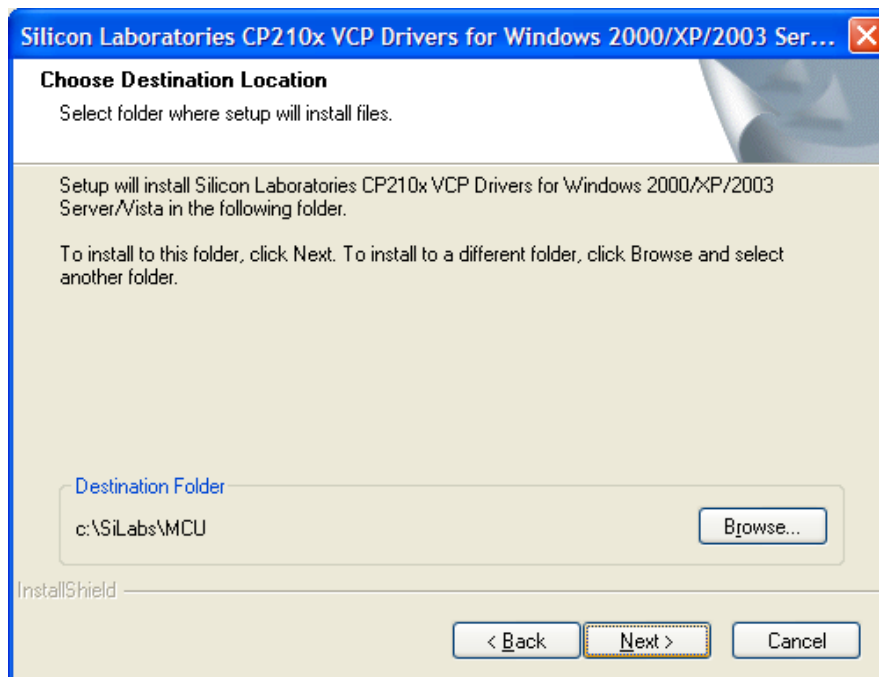 Silicon Laboratories CP210x VCP Drivers for Windows 2000/XP/2003 Ser...
Choose Destination Location
Select folder where setup will install files.
Setup will install Silicon Laboratories CP210x VCP Drivers for Windows 2000/XP/2003
Server/Vista in the following folder.
To install to this folder, click Next. To install to a different folder, click Browse and select
another folder.
Destination Folder
c:\SiLabs\MCU
Browse...
InstallShield
< Back
Next >
Cancel